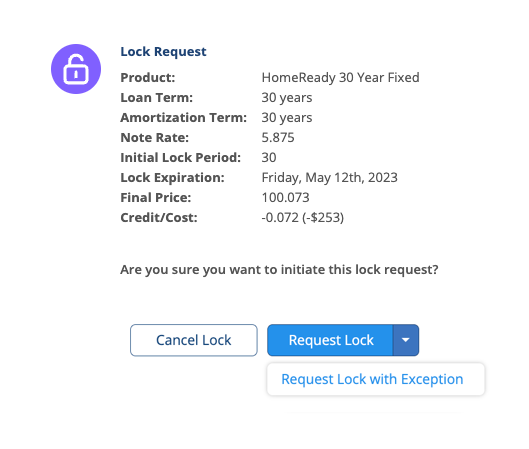 Lock Request
Product: HomeReady 30 Year Fixed
Loan Term: 30 years
Amortization Term: 30 years
Note Rate: 5.875
Initial Lock Period: 30
Lock Expiration: Friday, May 12th, 2023
Final Price: 100.073
Credit/Cost: -0.072 (-$253)
Are you sure you want to initiate this lock request?
Cancel Lock Request Lock
Request Lock with Exception